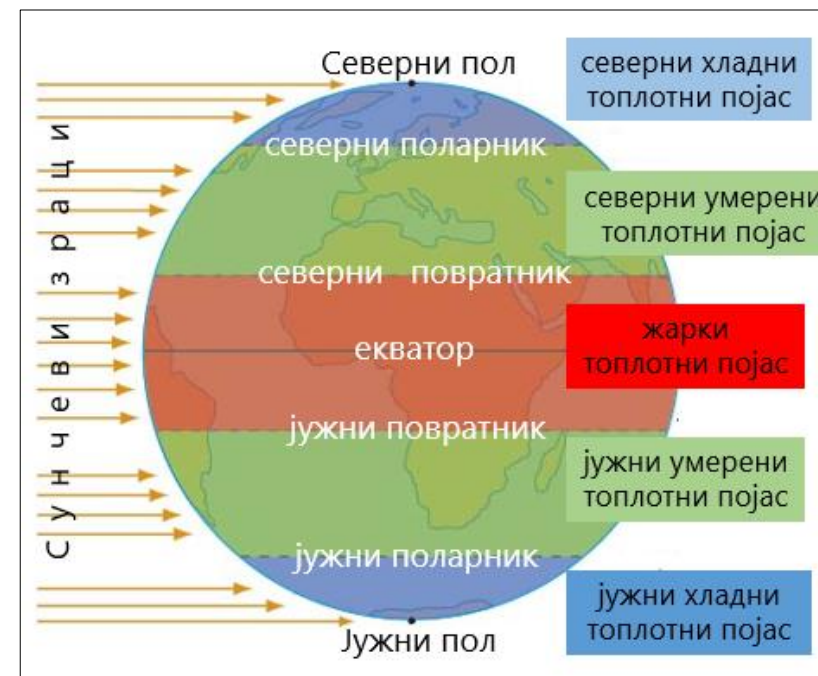 Северни пол
северни хладни
топлотни појас
северни поларник
северни умерени
топлотни појас
северни повратник
жарки
топлотни појас
екватор
јужни повратник
јужни умерени
топлотни појас
јужни поларник
јужни хладни
топлотни појас
Јужни пол
Сунчеви зраци